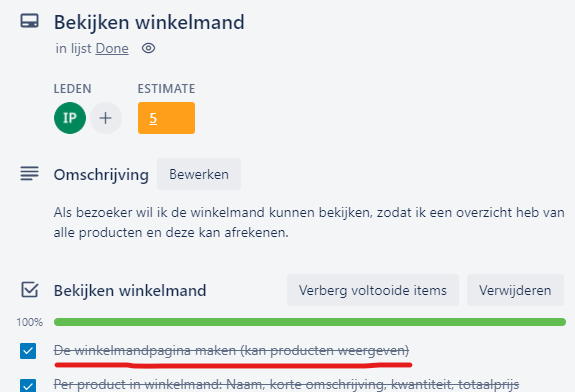 Bekijken winkelmand
in lijst Done
LEDEN ESTIMATE
IP + 5
Omschrijving Bewerken
Als bezoeker wil ik de winkelmand kunnen bekijken, zodat ik een overzicht heb van
alle producten en deze kan afrekenen.
Bekijken winkelmand Verberg voltooide items Verwijderen
100%
De winkelmandpagina maken (kan producten weergeven)
Per product in winkelmand: Naam, korte omschrijving, kwantiteit, totaalprijs